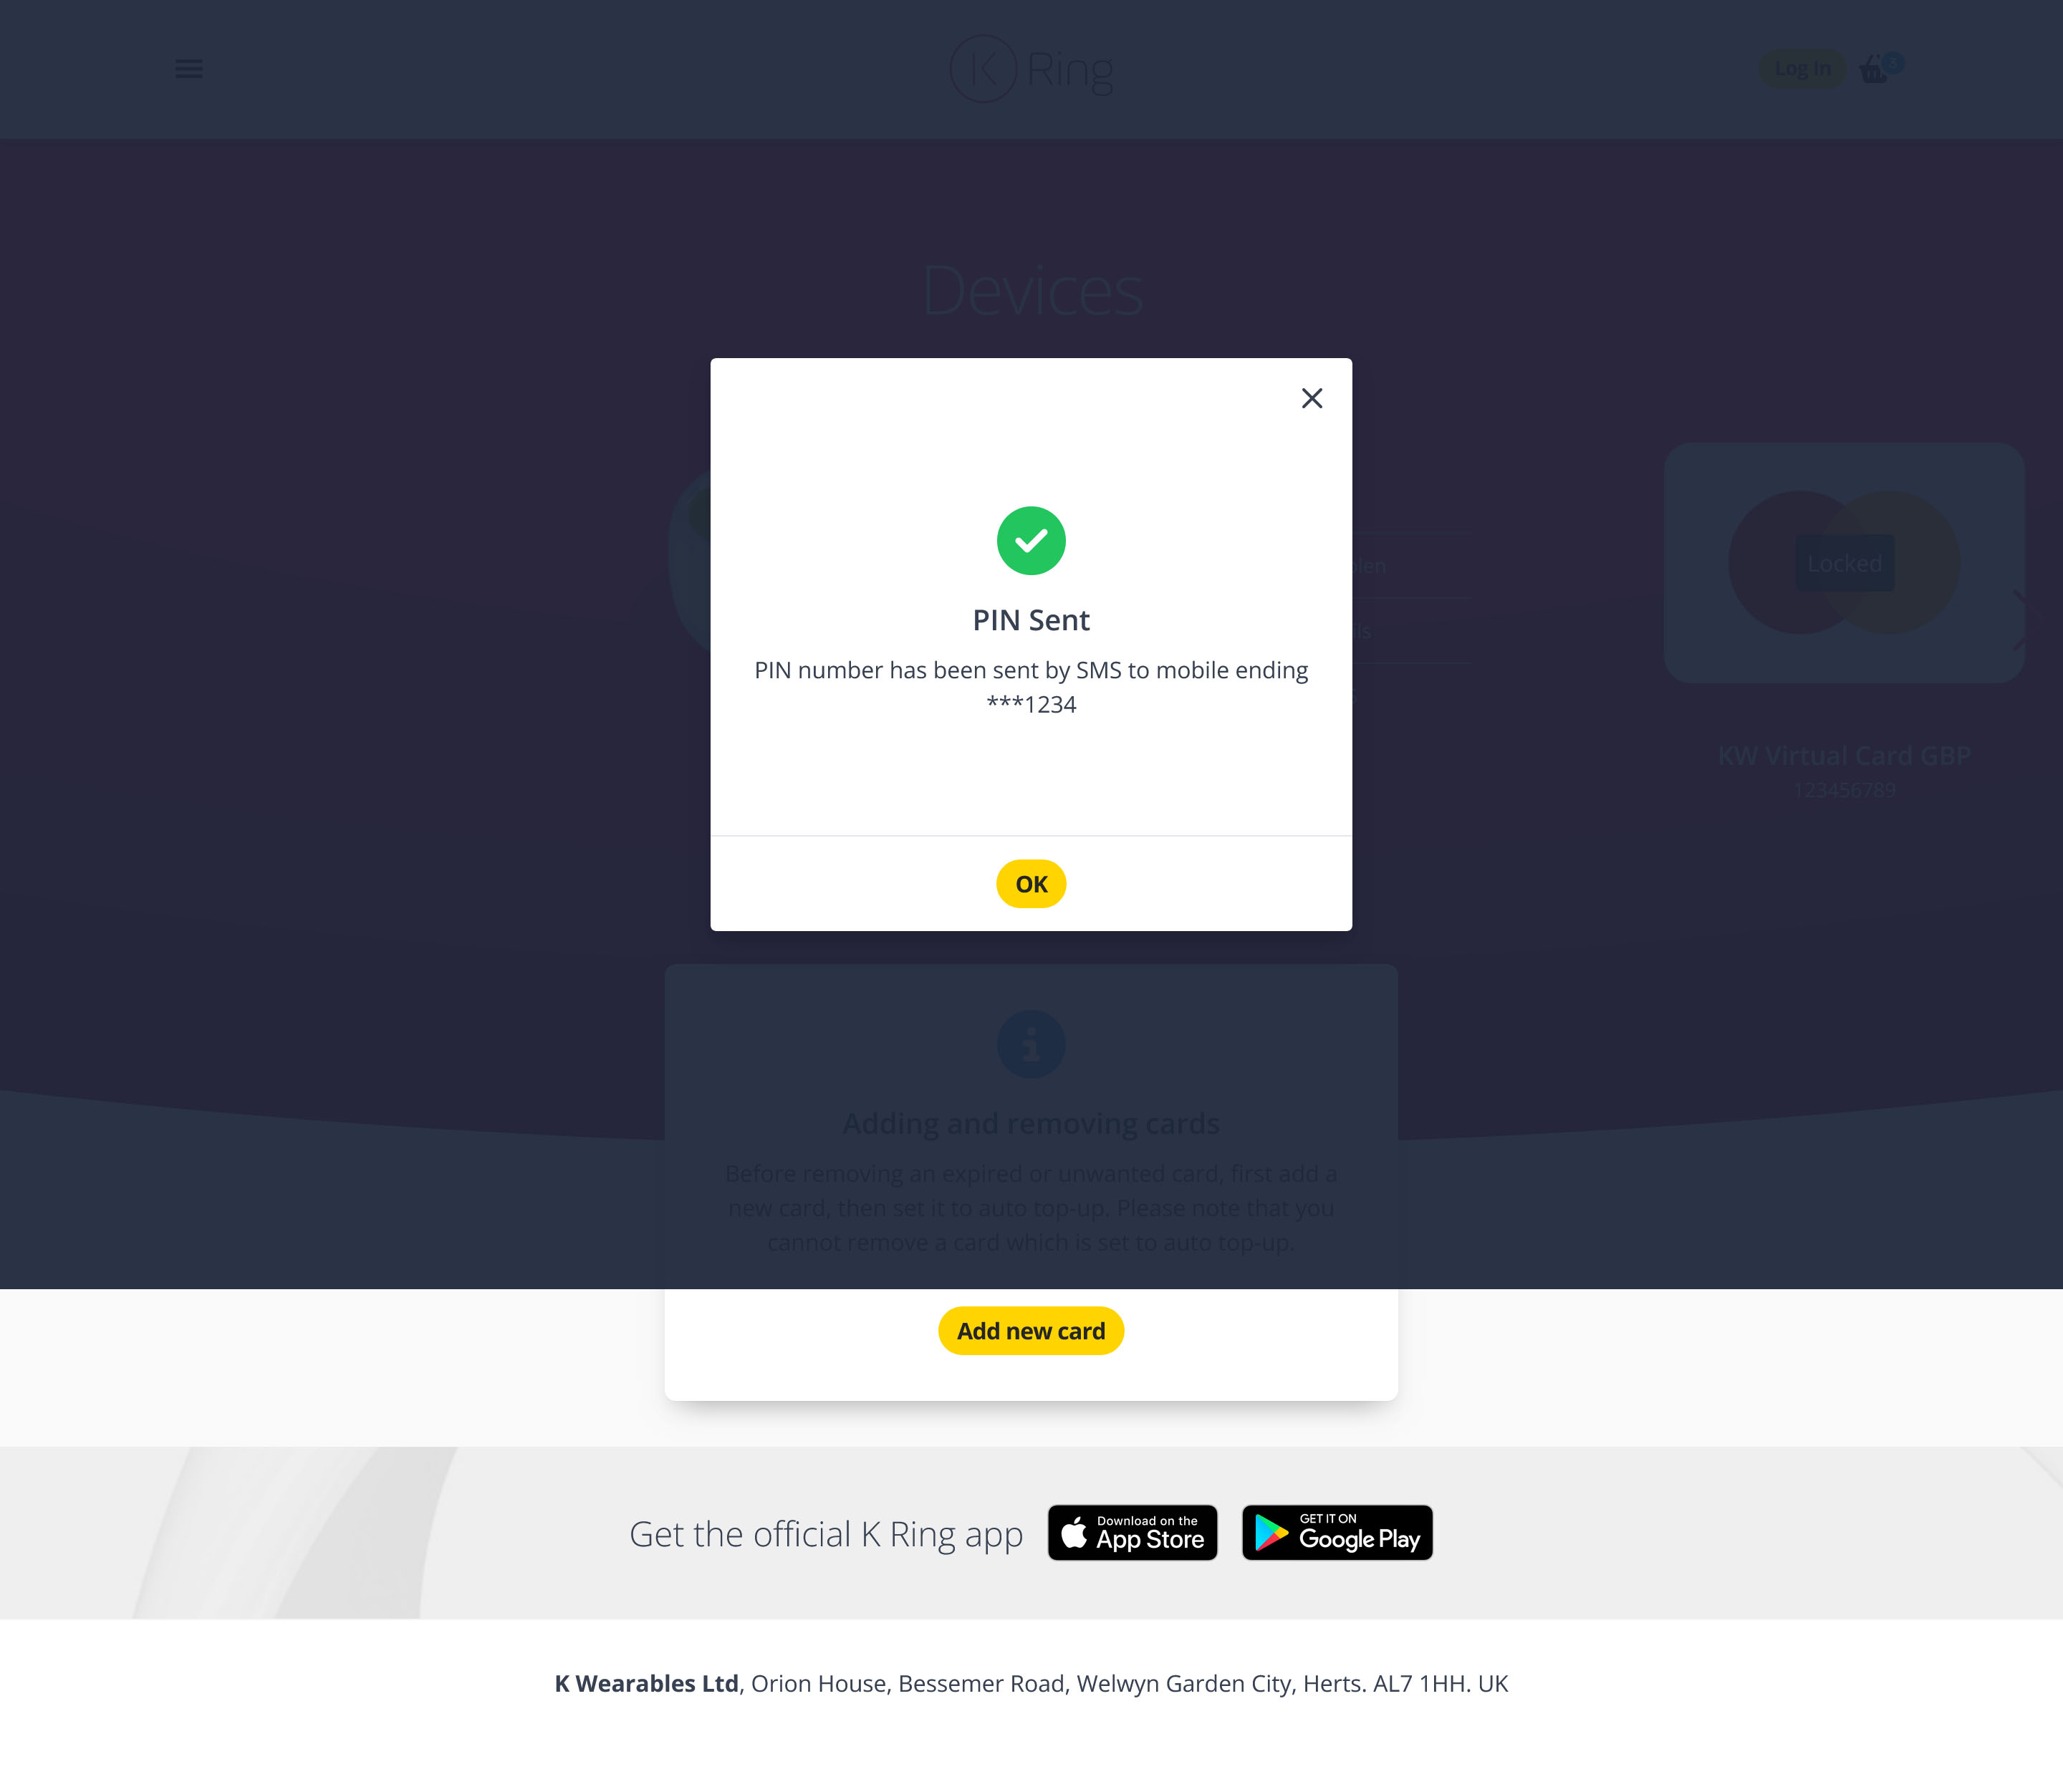 K Ring
Log In
Devices
PIN Sent
PIN number has been sent by SMS to mobile ending
***1234
OK
Locked
KW Virtual Card GBP
123456789
Adding and removing cards
Before removing an expired or unwanted card, first add a
new card, then set it to auto top-up. Please note that you
cannot remove a card which is set to auto top-up.
Add new card
Get the official K Ring app
Download on the
App Store
GET IT ON
Google Play
K Wearables Ltd, Orion House, Bessemer Road, Welwyn Garden City, Herts. AL7 1HH. UK